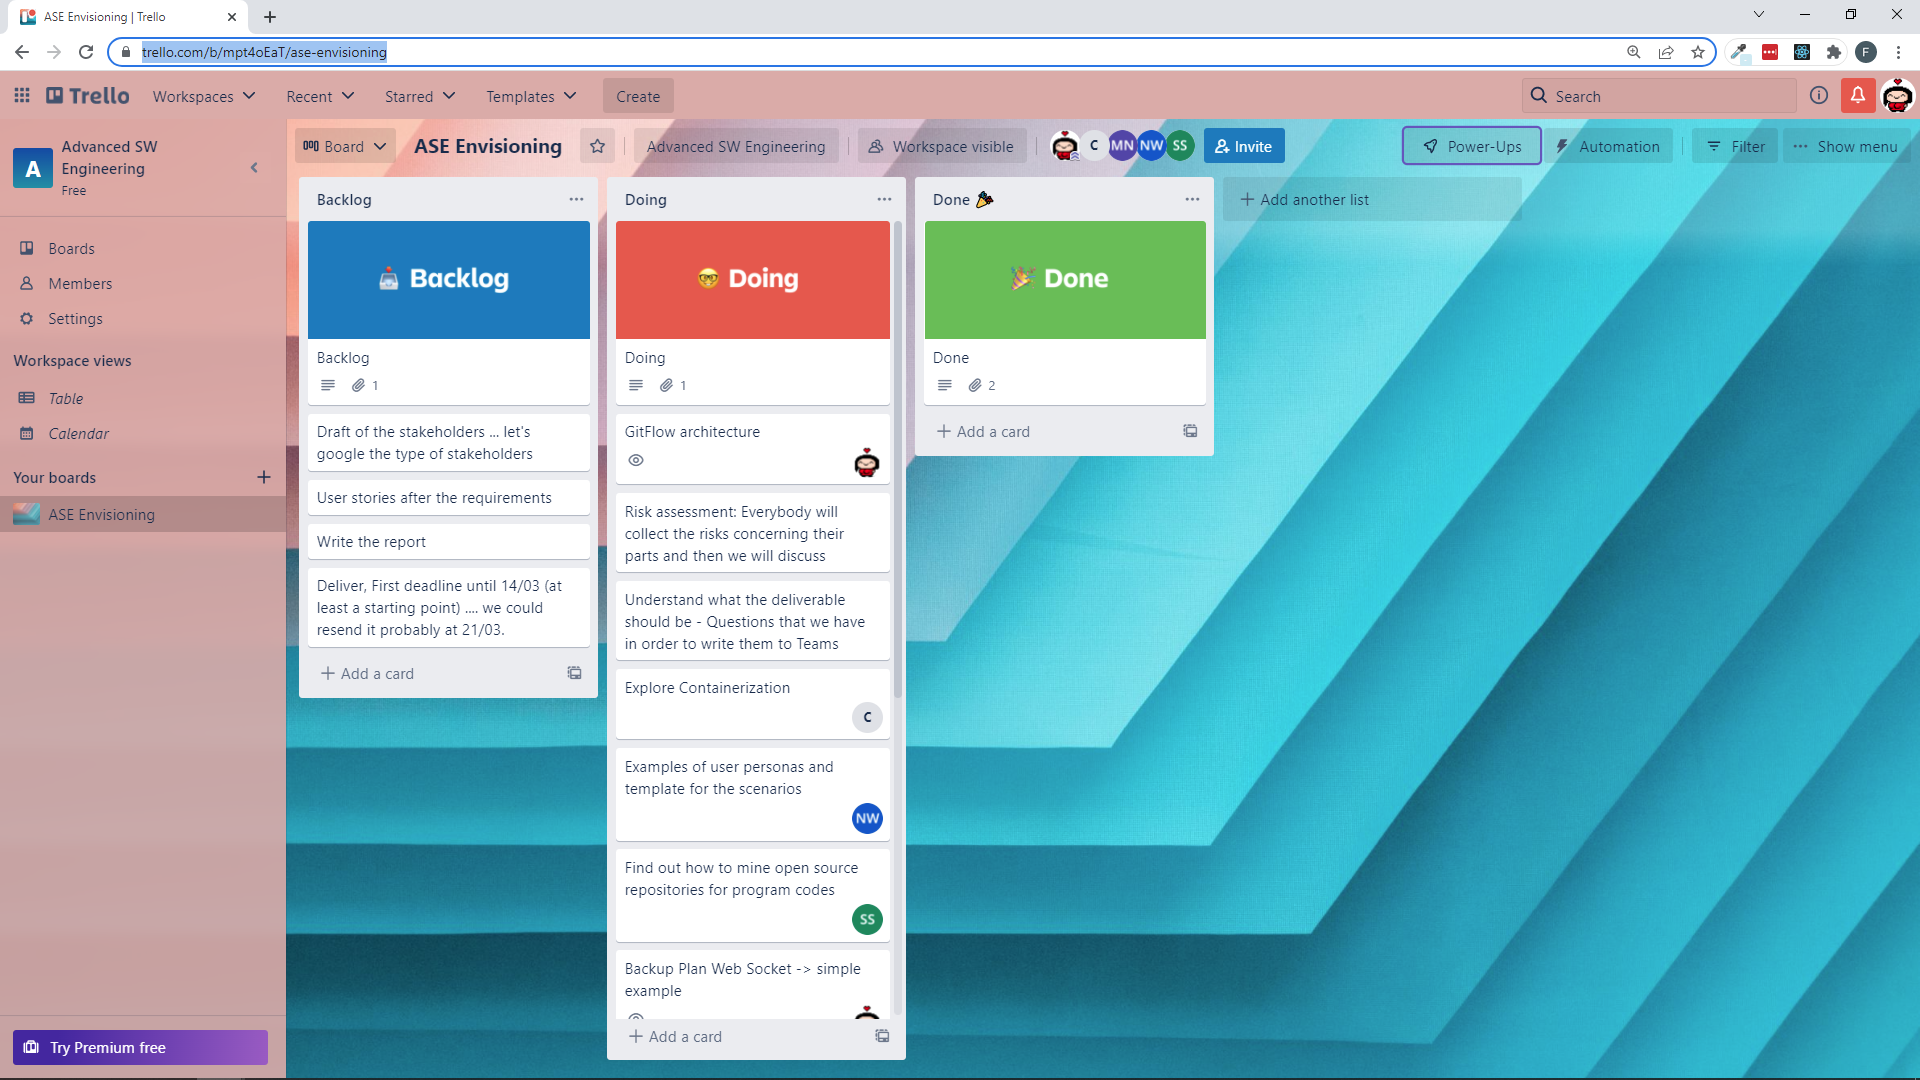 ASE Envisioning | Trello
trello.com/b/mpt4oEaT/ase-envisioning
F
Trello
Workspaces
Recent
Starred
Templates
Create
Search
A
Advanced SW
Engineering
Free
Board
ASE Envisioning
Advanced SW Engineering
Workspace visible
C
MN
NW
SS
Invite
Power-Ups
Automation
Filter
Show menu
Boards
Members
Settings
Workspace views
Table
Calendar
Your boards
ASE Envisioning
Try Premium free
Backlog
Backlog
Backlog
1
Draft of the stakeholders ... let's
google the type of stakeholders
User stories after the requirements
Write the report
Deliver, First deadline until 14/03 (at
least a starting point) .... we could
resend it probably at 21/03.
Add a card
Doing
Doing
Doing
1
GitFlow architecture
Risk assessment: Everybody will
collect the risks concerning their
parts and then we will discuss
Understand what the deliverable
should be - Questions that we have
in order to write them to Teams
Explore Containerization
C
Examples of user personas and
template for the scenarios
NW
Find out how to mine open source
repositories for program codes
SS
Backup Plan Web Socket -> simple
example
Add a card
Done
Done
Done
2
Add a card
Add another list